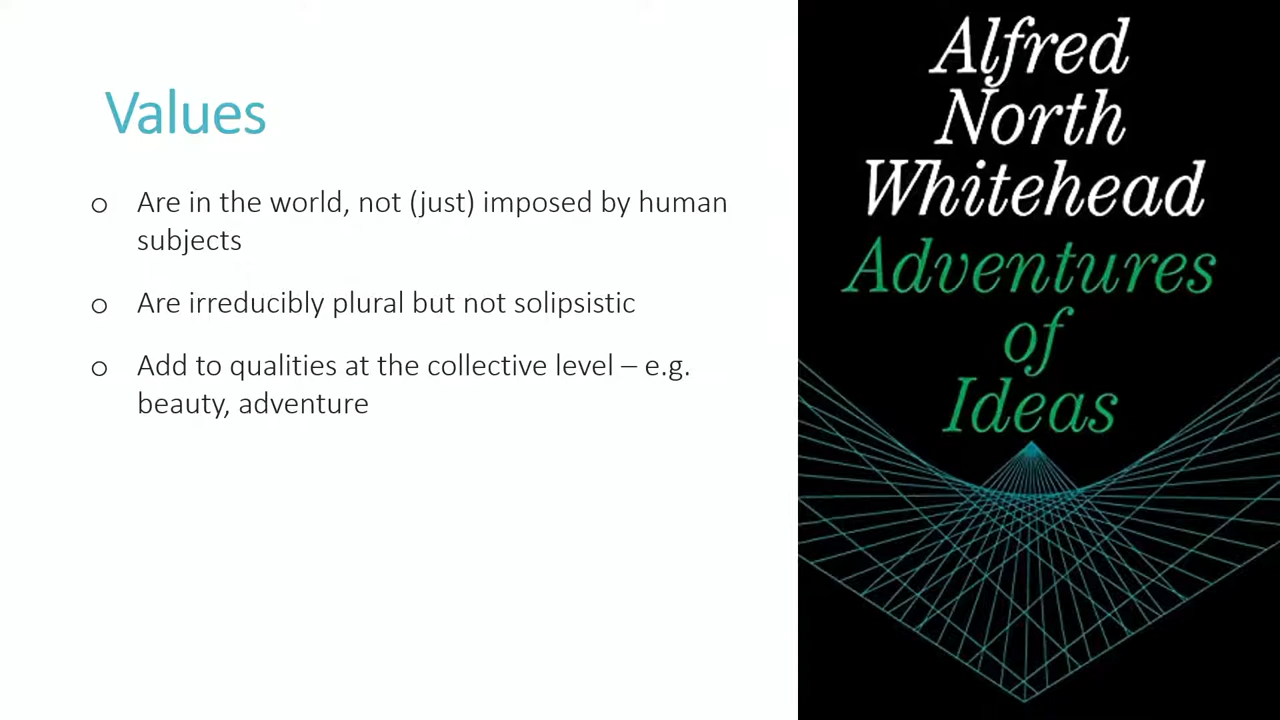 Values
o Are in the world, not (just) imposed by human
subjects
o Are irreducibly plural but not solipsistic
o Add to qualities at the collective level – e.g.
beauty, adventure
Alfred
North
Whitehead
Adventures
of
Ideas